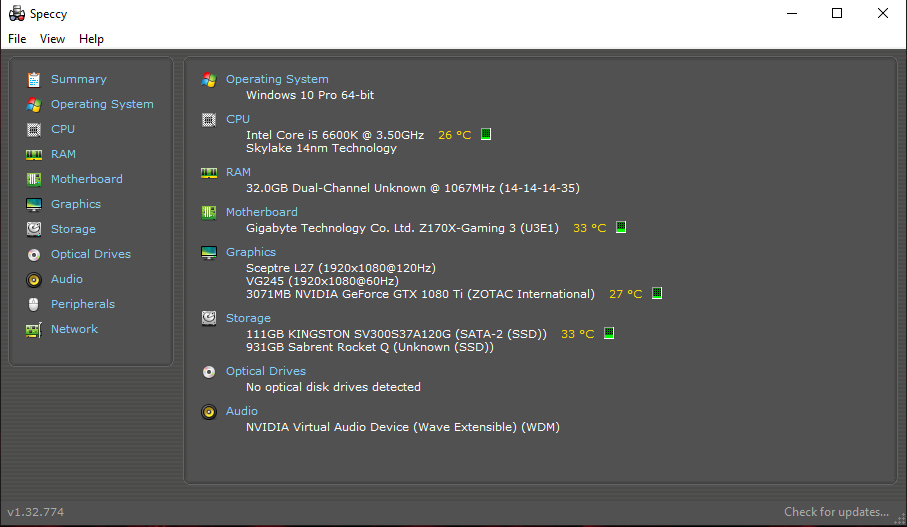 Speccy
File View Help
Summary
Operating System
CPU
RAM
Motherboard
Graphics
Storage
Optical Drives
Audio
Peripherals
Network
Operating System
Windows 10 Pro 64-bit
CPU
Intel Core i5 6600K @ 3.50GHz 26 °C
Skylake 14nm Technology
RAM
32.0GB Dual-Channel Unknown @ 1067MHz (14-14-14-35)
Motherboard
Gigabyte Technology Co. Ltd. Z170X-Gaming 3 (U3E1) 33 °C
Graphics
Sceptre L27 (1920x1080@120Hz)
VG245 (1920x1080@60Hz)
3071MB NVIDIA GeForce GTX 1080 Ti (ZOTAC International) 27 °C
Storage
111GB KINGSTON SV300S37A120G (SATA-2 (SSD)) 33 °C
931GB Sabrent Rocket Q (Unknown (SSD))
Optical Drives
No optical disk drives detected
Audio
NVIDIA Virtual Audio Device (Wave Extensible) (WDM)
v1.32.774 Check for updates...